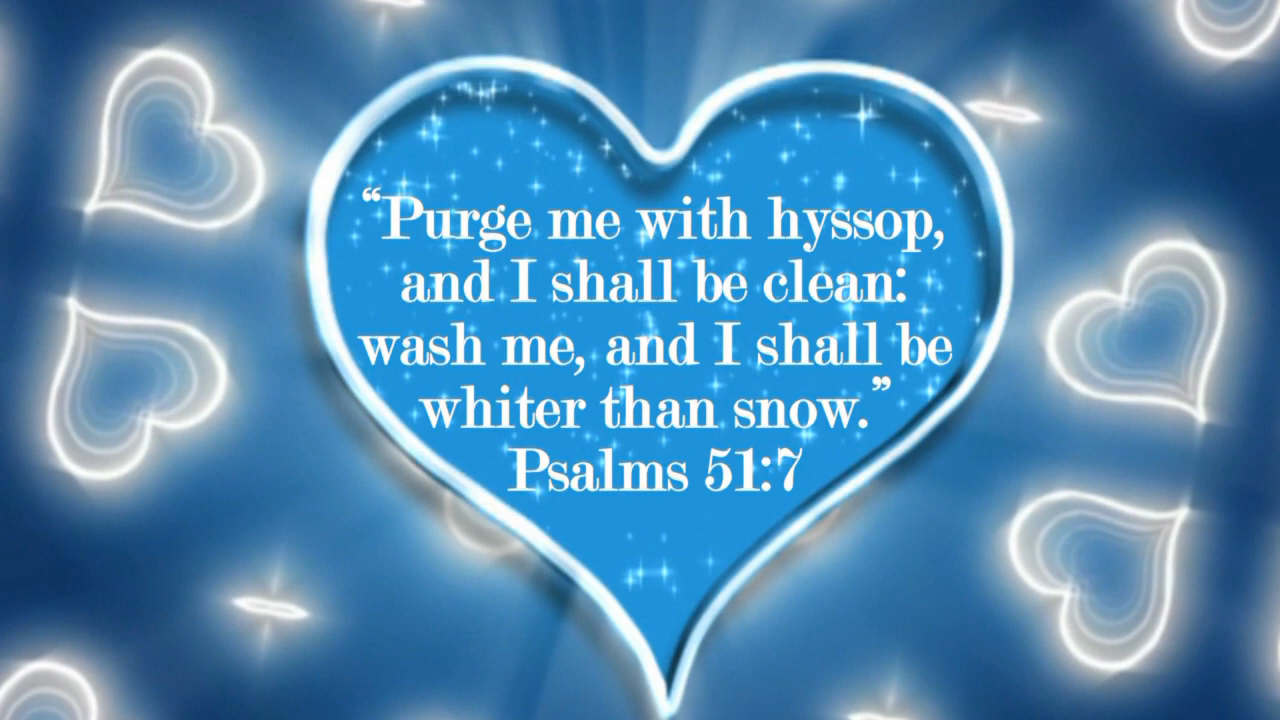 “Purge me with hyssop,
and I shall be clean:
wash me, and I shall be
whiter than snow.”
Psalms 51:7